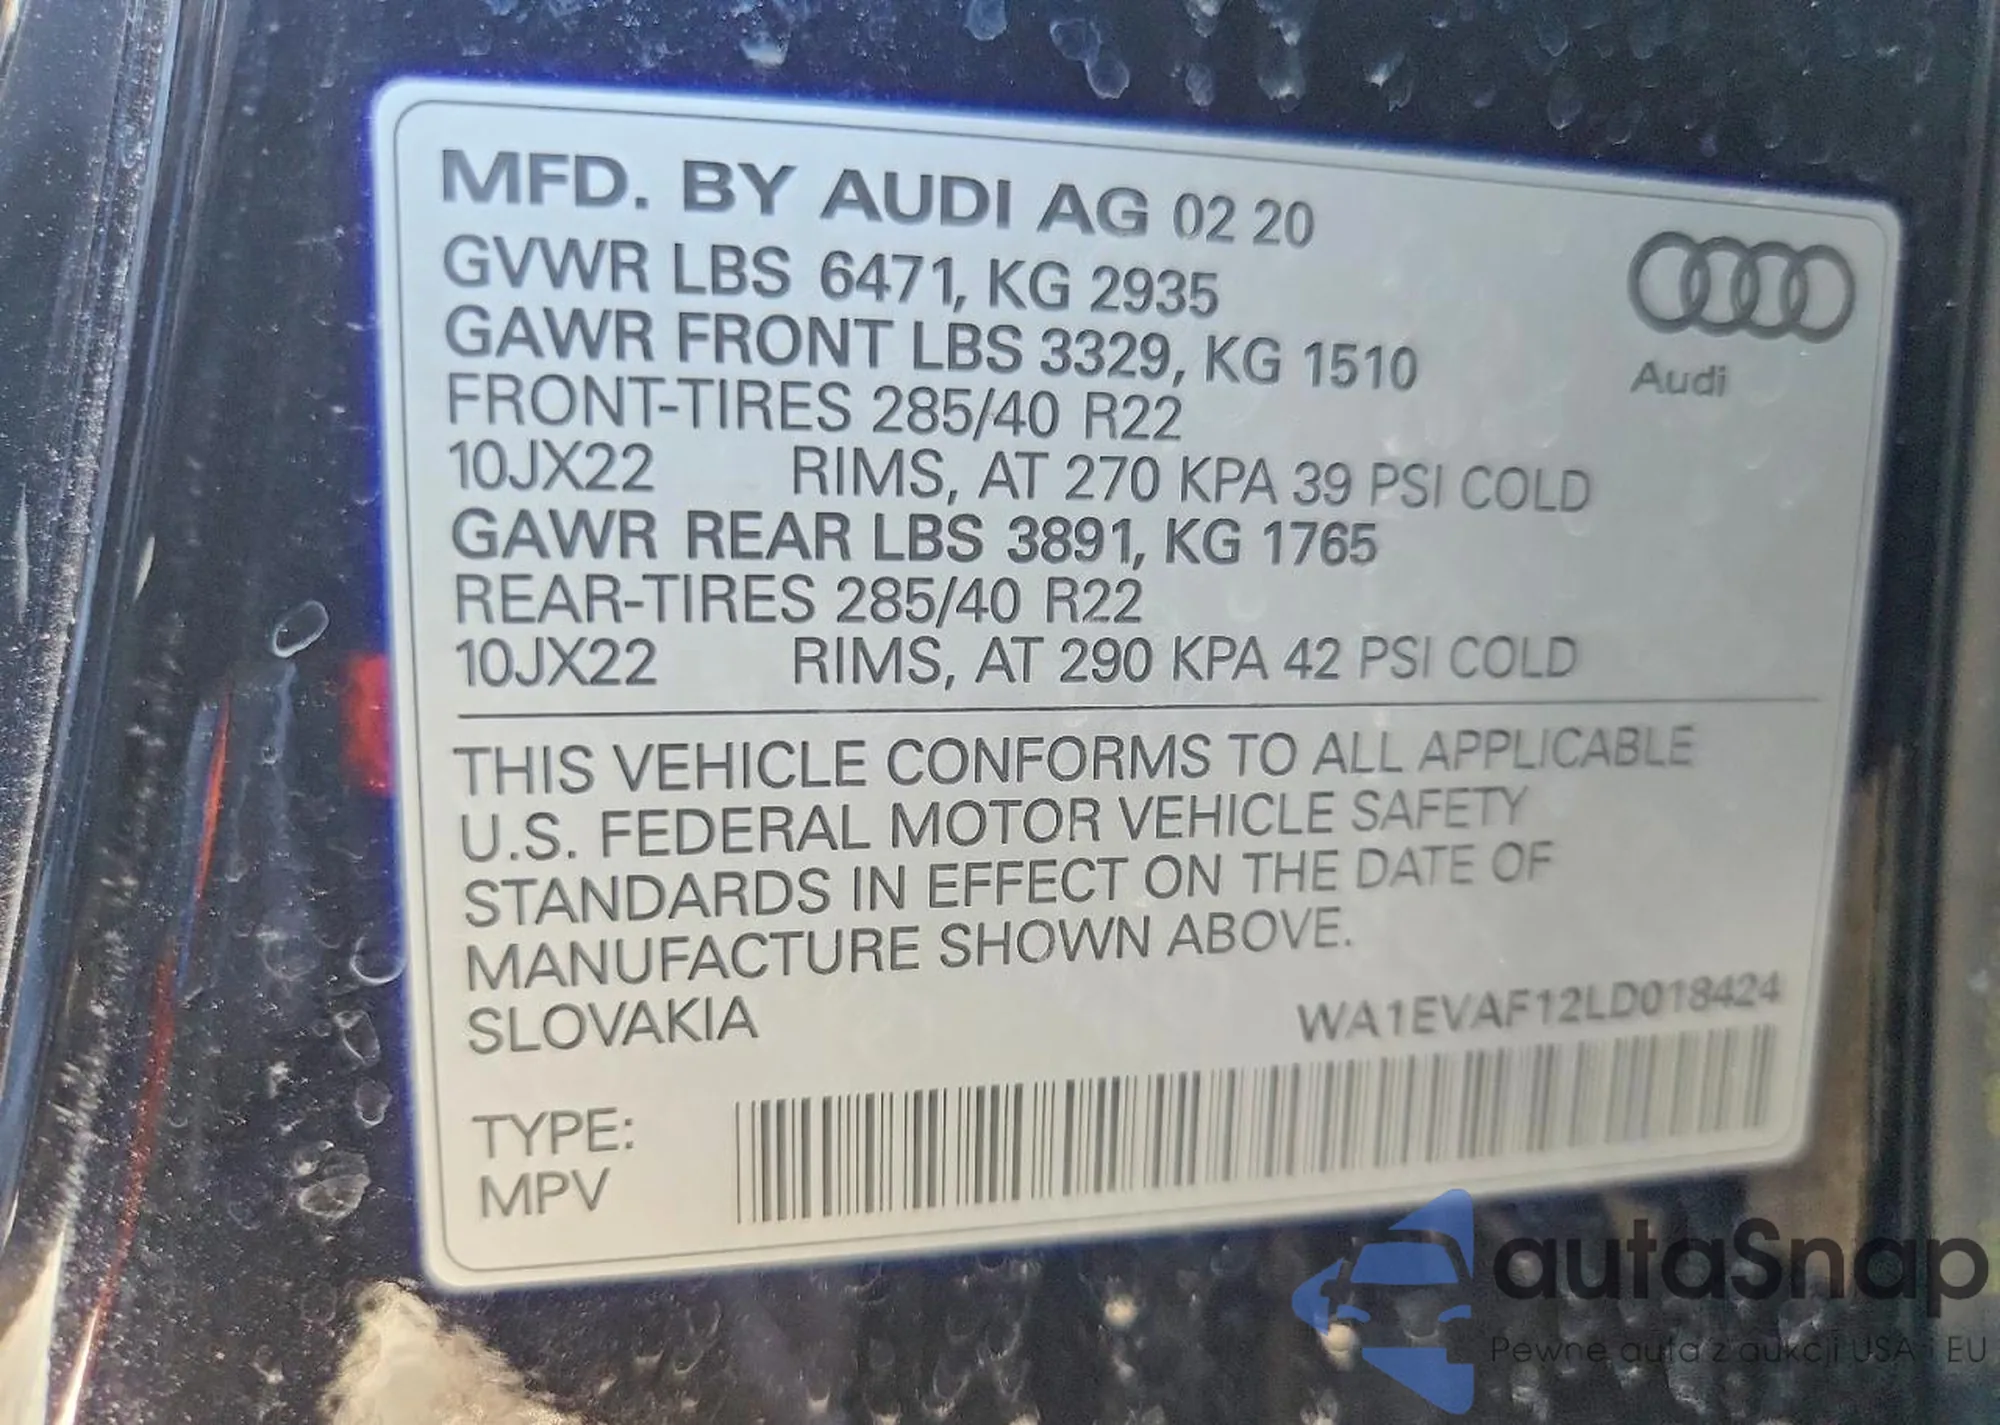 MFD. BY AUDI AG 02 20
GVWR LBS 6471, KG 2935
GAWR FRONT LBS 3329, KG 1510
FRONT-TIRES 285/40 R22
10JX22 RIMS, AT 270 KPA 39 PSI COLD
GAWR REAR LBS 3891, KG 1765
REAR-TIRES 285/40 R22
10JX22 RIMS, AT 290 KPA 42 PSI COLD
Audi
THIS VEHICLE CONFORMS TO ALL APPLICABLE
U.S. FEDERAL MOTOR VEHICLE SAFETY
STANDARDS IN EFFECT ON THE DATE OF
MANUFACTURE SHOWN ABOVE.
SLOVAKIA
WA1EVAF12LD018424
TYPE:
MPV
autaSnap
Pewne auta z aukcji USA i EU